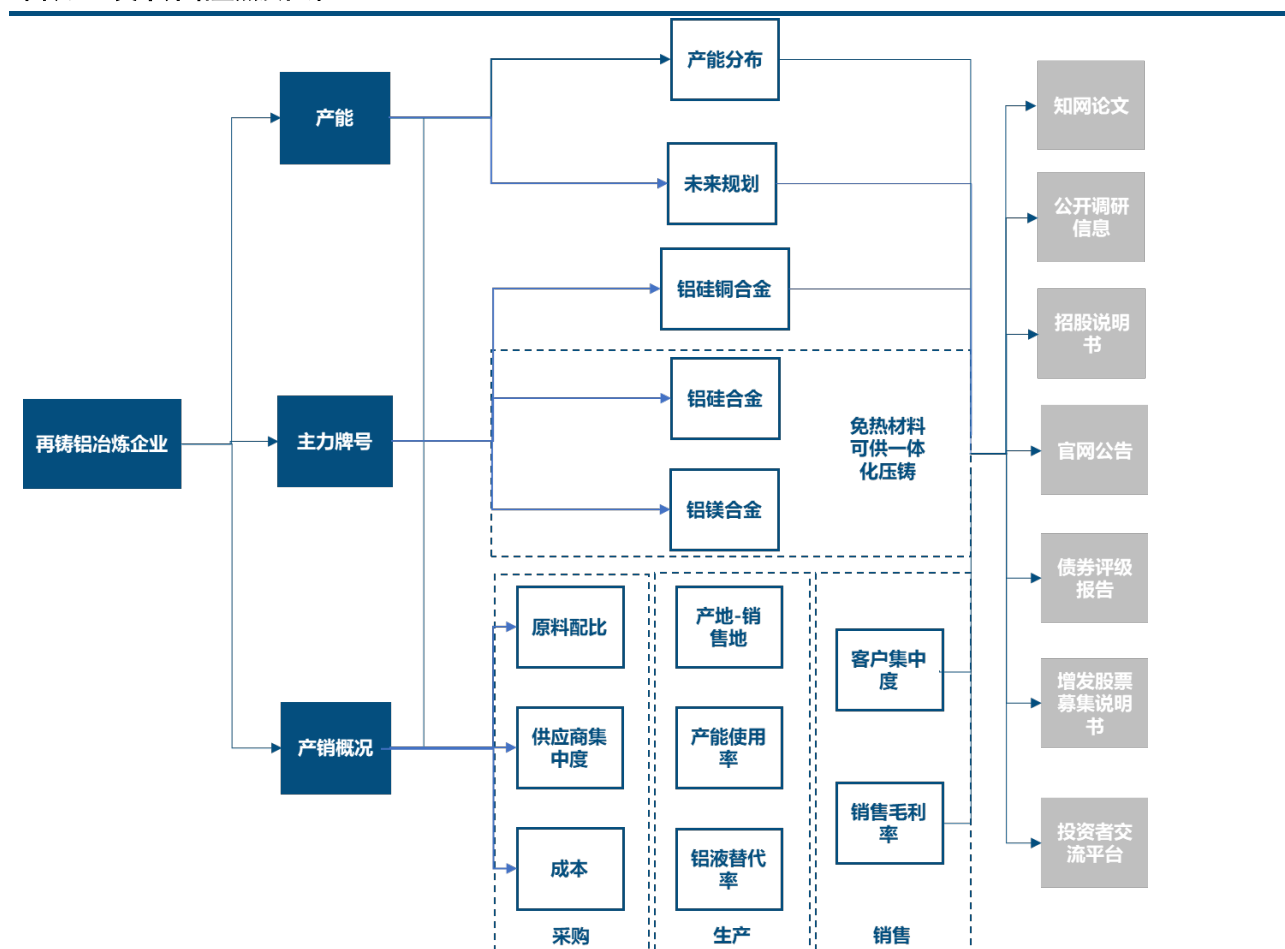 产能分布
知网论文
产能
未来规划
公开调研
信息
铝硅铜合金
招股说明
书
铝硅合金
再铸铝冶炼企业
主力牌号
免热材料
可供一体
化压铸
官网公告
铝镁合金
债券评级
报告
原料配比
产地-销
售地
客户集中
度
增发股票
募集说明
书
产销概况
供应商集
中度
产能使用
率
销售毛利
率
投资者交
流平台
成本
铝液替代
率
采购
生产
销售